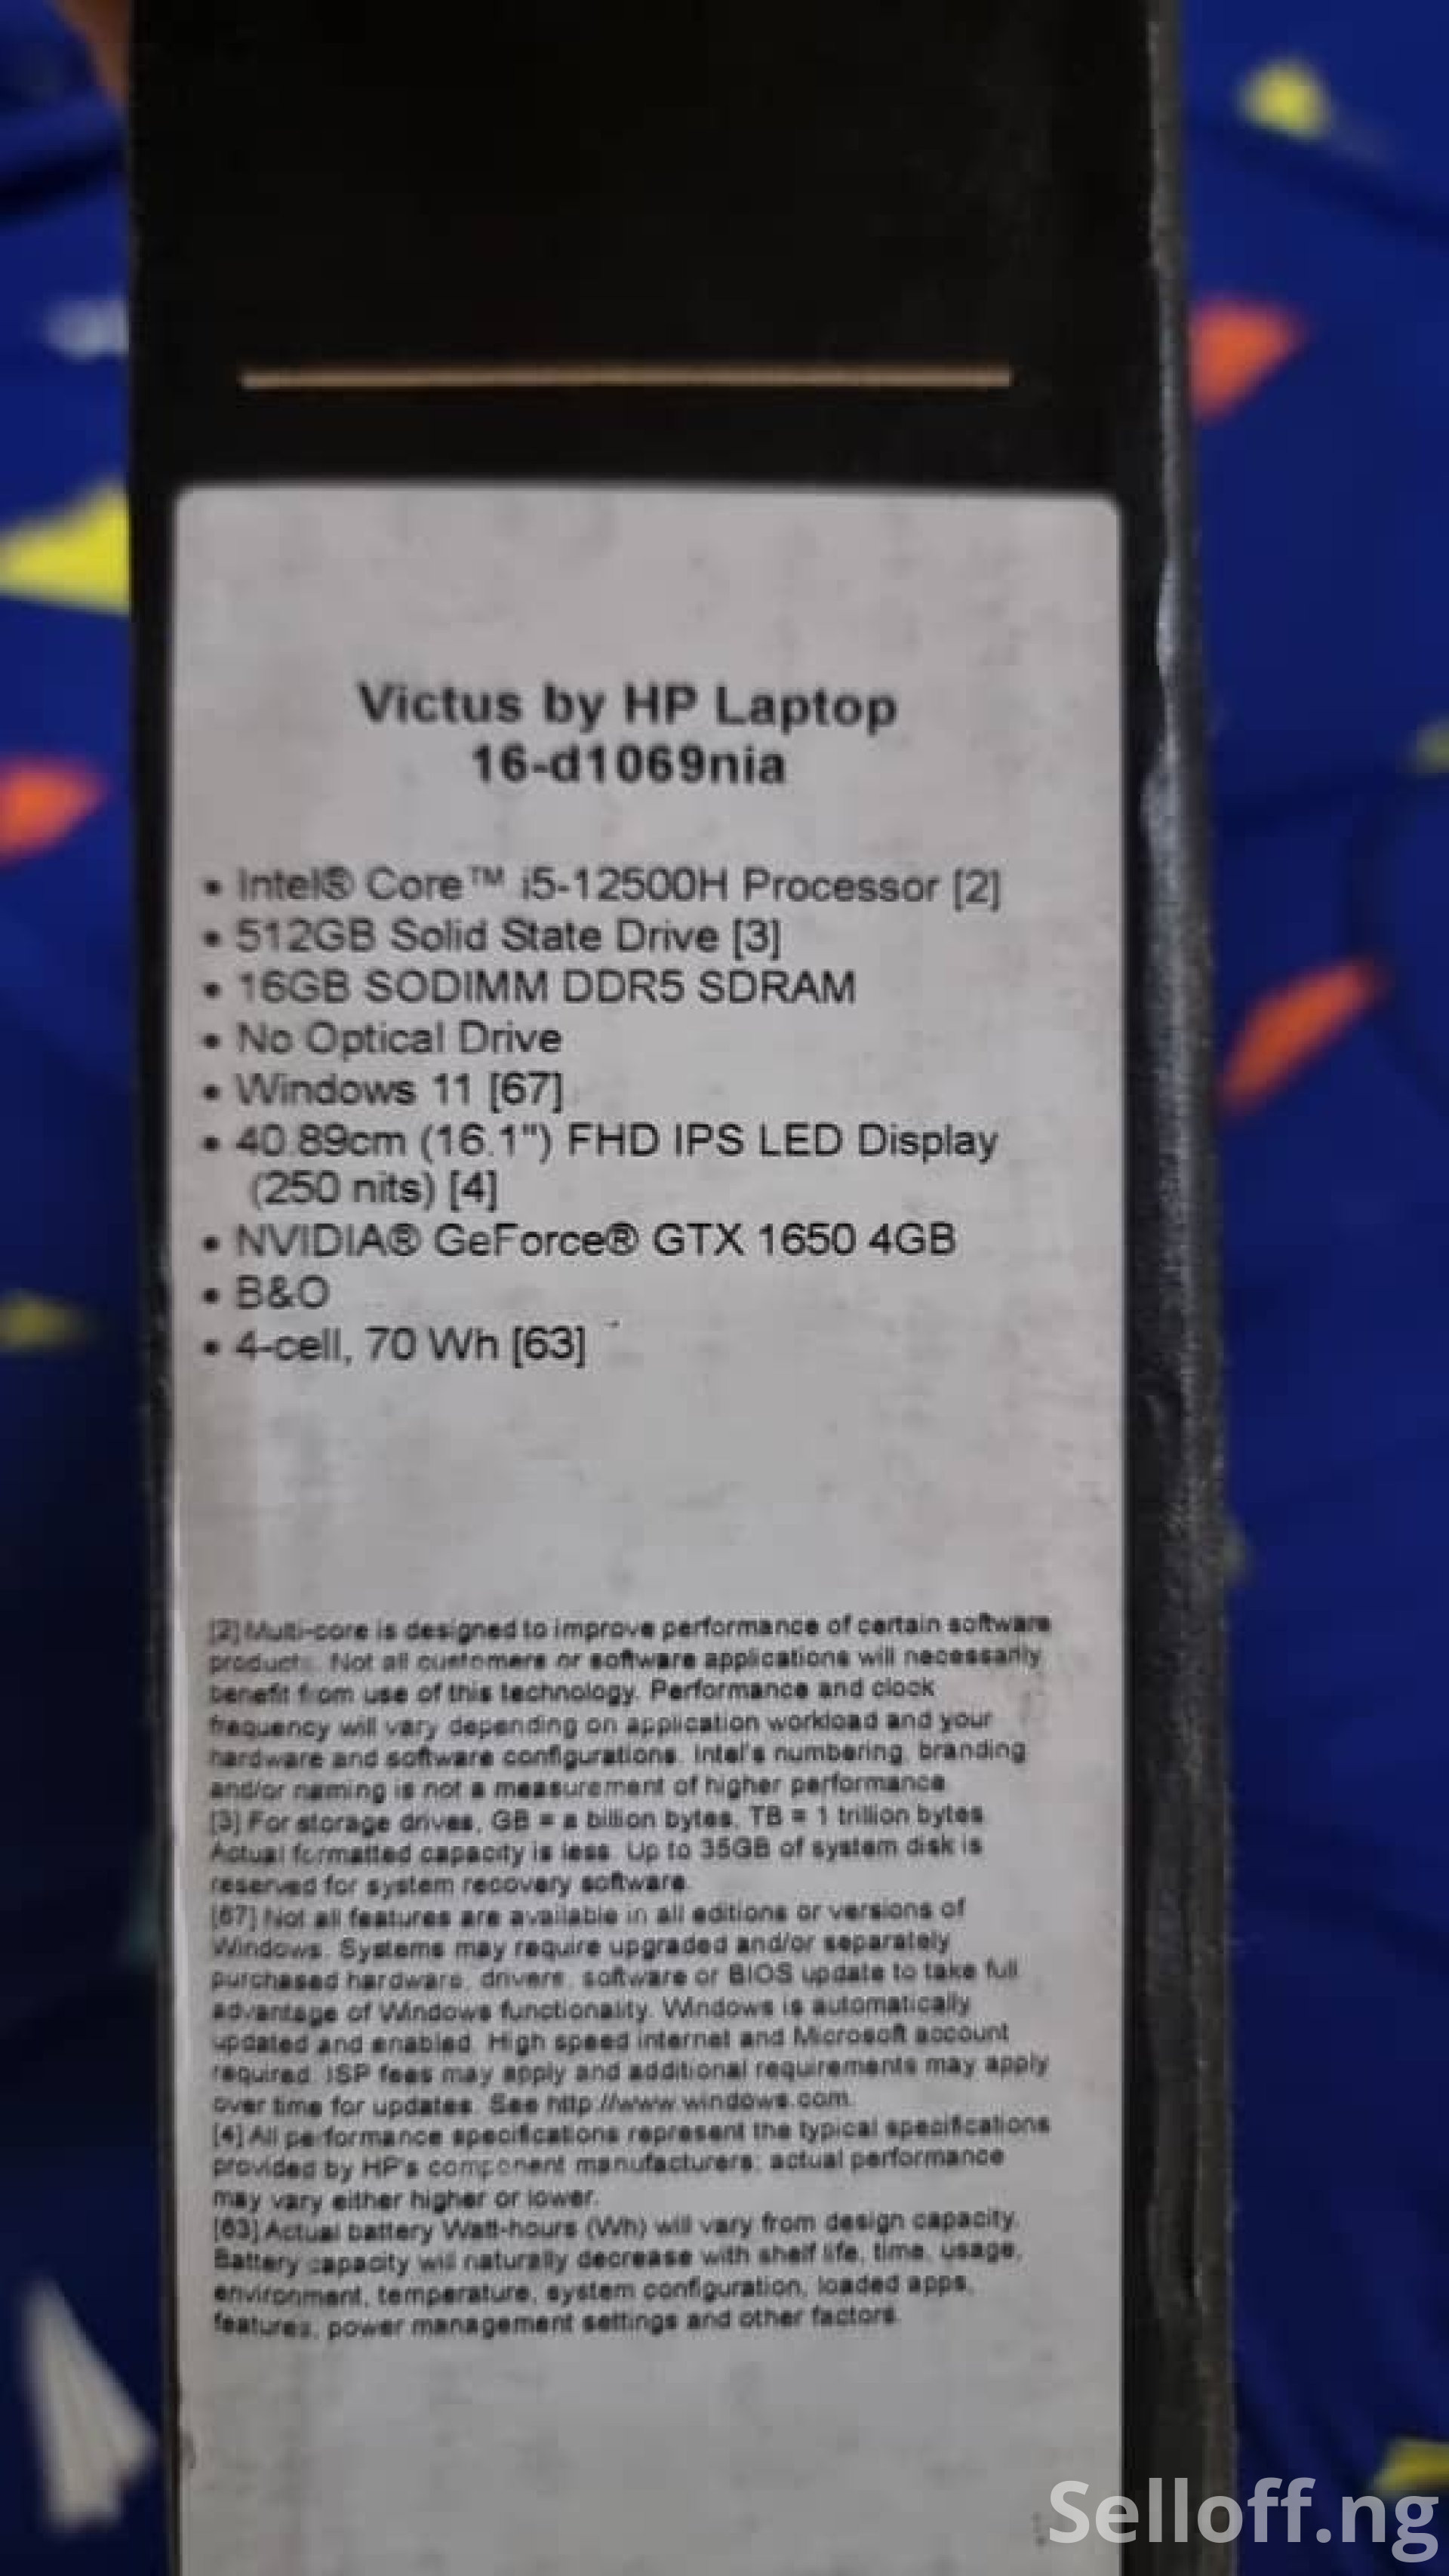 Victus by HP Laptop
16-d1069nia
• Intel® Core™ i5-12500H Processor [2]
• 512GB Solid State Drive [3]
• 16GB SODIMM DDR5 SDRAM
• No Optical Drive
• Windows 11 [67]
• 40.89cm (16.1") FHD IPS LED Display
(250 nits) [4]
• NVIDIA® GeForce® GTX 1650 4GB
• B&O
• 4-cell, 70 Wh [63]
[2] Multi-core is designed to improve performance of certain software
products. Not all customers or software applications will necessarily
benefit from use of this technology. Performance and clock
frequency will vary depending on application workload and your
hardware and software configurations. Intel's numbering, branding
and/or naming is not a measurement of higher performance.
[3] For storage drives, GB = a billion bytes. TB = 1 trillion bytes.
Actual formatted capacity is less. Up to 35GB of system disk is
reserved for system recovery software.
[67] Not all features are available in all editions or versions of
Windows. Systems may require upgraded and/or separately
purchased hardware, drivers, software or BIOS update to take full
advantage of Windows functionality. Windows is automatically
updated and enabled. High speed internet and Microsoft account
required. ISP fees may apply and additional requirements may apply
over time for updates. See http://www.windows.com.
[4] All performance specifications represent the typical specifications
provided by HP's component manufacturers; actual performance
may vary either higher or lower.
[63] Actual battery Watt-hours (Wh) will vary from design capacity.
Battery capacity will naturally decrease with shelf life, time, usage,
environment, temperature, system configuration, loaded apps,
features, power management settings and other factors.
Selloff.ng